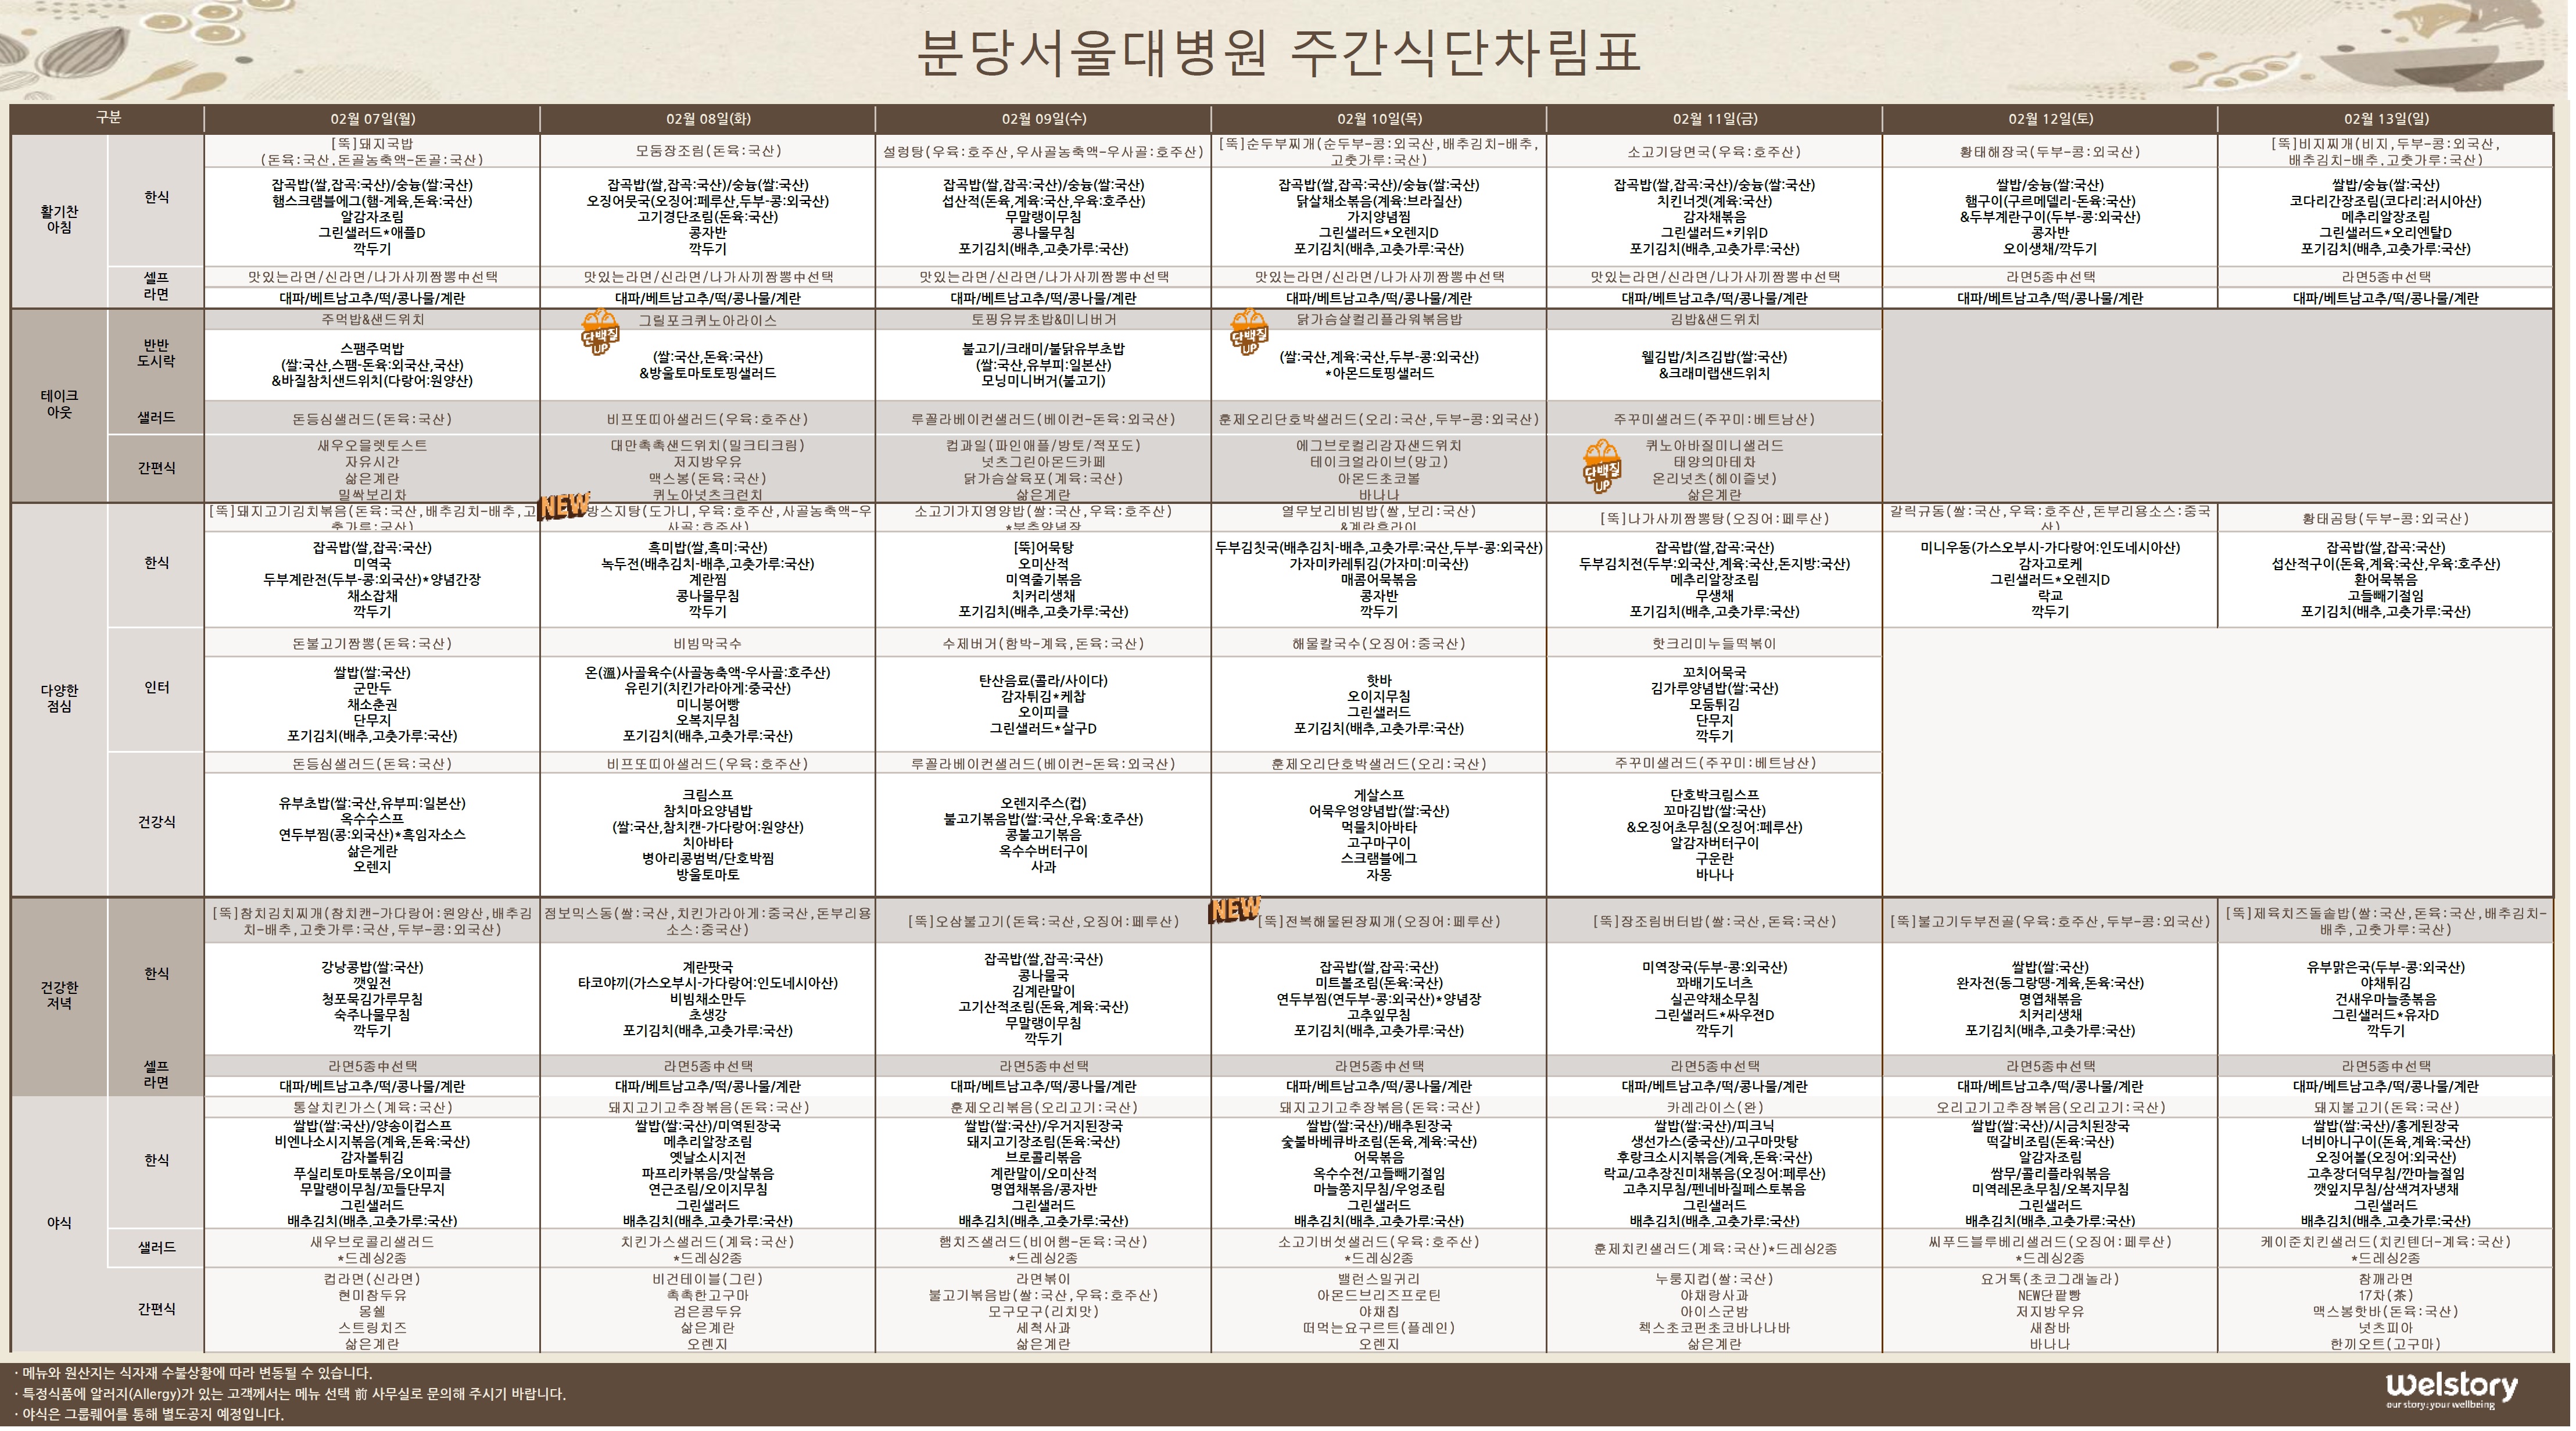 분당서울대병원 주간식단차림표
구분
02월 07일(월)
02월 08일(화)
02월 09일(수)
02월 10일(목)
02월 11일(금)
02월 12일(토)
02월 13일(일)
활기찬
아침
한식
[뚝]돼지국밥
(돈육:국산,돈골농축액-돈골:국산)
모둠장조림(돈육:국산)
설렁탕(우육:호주산,우사골농축액-우사골:호주산)
[뚝]순두부찌개(순두부-콩:외국산,배추김치-배추,
고춧가루:국산)
소고기당면국(우육:호주산)
황태해장국(두부-콩:외국산)
[뚝]비지찌개(비지,두부-콩:외국산,
배추김치-배추,고춧가루:국산)
잡곡밥(쌀,잡곡:국산)/숭늉(쌀:국산)
햄스크램블에그(햄-계육,돈육:국산)
알감자조림
그린샐러드*애플D
깍두기
잡곡밥(쌀,잡곡:국산)/숭늉(쌀:국산)
오징어뭇국(오징어:페루산,두부-콩:외국산)
고기경단조림(돈육:국산)
콩자반
깍두기
잡곡밥(쌀,잡곡:국산)/숭늉(쌀:국산)
섭산적(돈육,계육:국산,우육:호주산)
무말랭이무침
콩나물무침
포기김치(배추,고춧가루:국산)
잡곡밥(쌀,잡곡:국산)/숭늉(쌀:국산)
닭살채소볶음(계육:브라질산)
가지양념찜
그린샐러드*오렌지D
포기김치(배추,고춧가루:국산)
잡곡밥(쌀,잡곡:국산)/숭늉(쌀:국산)
치킨너겟(계육:국산)
감자채볶음
그린샐러드*키위D
포기김치(배추,고춧가루:국산)
쌀밥/숭늉(쌀:국산)
햄구이(구르메델리-돈육:국산)
&두부계란구이(두부-콩:외국산)
콩자반
오이생채/깍두기
쌀밥/숭늉(쌀:국산)
코다리간장조림(코다리:러시아산)
메추리알장조림
그린샐러드*오리엔탈D
포기김치(배추,고춧가루:국산)
셀프
라면
맛있는라면/신라면/나가사끼짬뽕中선택
맛있는라면/신라면/나가사끼짬뽕中선택
맛있는라면/신라면/나가사끼짬뽕中선택
맛있는라면/신라면/나가사끼짬뽕中선택
맛있는라면/신라면/나가사끼짬뽕中선택
라면5종中선택
라면5종中선택
대파/베트남고추/떡/콩나물/계란
대파/베트남고추/떡/콩나물/계란
대파/베트남고추/떡/콩나물/계란
대파/베트남고추/떡/콩나물/계란
대파/베트남고추/떡/콩나물/계란
대파/베트남고추/떡/콩나물/계란
대파/베트남고추/떡/콩나물/계란
테이크
아웃
반반
도시락
주먹밥&샌드위치
단백질
UP
그릴포크퀴노아라이스
토핑유뷰초밥&미니버거
단백질
UP
닭가슴살컬리플라워볶음밥
김밥&샌드위치
스팸주먹밥
(쌀:국산,스팸-돈육:외국산,국산)
&바질참치샌드위치(다랑어:원양산)
(쌀:국산,돈육:국산)
&방울토마토토핑샐러드
불고기/크래미/불닭유부초밥
(쌀:국산,유부피:일본산)
모닝미니버거(불고기)
(쌀:국산,계육:국산,두부-콩:외국산)
*아몬드토핑샐러드
웰김밥/치즈김밥(쌀:국산)
&크래미랩샌드위치
샐러드
돈등심샐러드(돈육:국산)
비프또띠아샐러드(우육:호주산)
루꼴라베이컨샐러드(베이컨-돈육:외국산)
훈제오리단호박샐러드(오리:국산,두부-콩:외국산)
주꾸미샐러드(주꾸미:베트남산)
간편식
새우오믈렛토스트
자유시간
삶은계란
밀싹보리차
대만촉촉샌드위치(밀크티크림)
저지방우유
맥스봉(돈육:국산)
퀴노아넛츠크런치
컵과일(파인애플/방토/적포도)
넛츠그린아몬드카페
닭가슴살육포(계육:국산)
삶은계란
에그브로컬리감자샌드위치
테이크얼라이브(망고)
아몬드초코볼
바나나
단백질
UP
퀴노아바질미니샐러드
태양의마테차
온리넛츠(헤이즐넛)
삶은계란
다양한
점심
한식
[뚝]돼지고기김치볶음(돈육:국산,배추김치-배추,고
춧가루:국산)
NEW
방스지탕(도가니,우육:호주산,사골농축액-우
사골:호주산)
소고기가지영양밥(쌀:국산,우육:호주산)
*부추양념장
열무보리비빔밥(쌀,보리:국산)
&계란후라이
[뚝]나가사끼짬뽕탕(오징어:페루산)
갈릭규동(쌀:국산,우육:호주산,돈부리용소스:중국
산)
황태곰탕(두부-콩:외국산)
잡곡밥(쌀,잡곡:국산)
미역국
두부계란전(두부-콩:외국산)*양념간장
채소잡채
깍두기
흑미밥(쌀,흑미:국산)
녹두전(배추김치-배추,고춧가루:국산)
계란찜
콩나물무침
깍두기
[뚝]어묵탕
오미산적
미역줄기볶음
치커리생채
포기김치(배추,고춧가루:국산)
두부김칫국(배추김치-배추,고춧가루:국산,두부-콩:외국산)
가자미카레튀김(가자미:미국산)
매콤어묵볶음
콩자반
깍두기
잡곡밥(쌀,잡곡:국산)
두부김치전(두부:외국산,계육:국산,돈지방:국산)
메추리알장조림
무생채
포기김치(배추,고춧가루:국산)
미니우동(가스오부시-가다랑어:인도네시아산)
감자고로케
그린샐러드*오렌지D
락교
깍두기
잡곡밥(쌀,잡곡:국산)
섭산적구이(돈육,계육:국산,우육:호주산)
환어묵볶음
고들빼기절임
포기김치(배추,고춧가루:국산)
인터
돈불고기짬뽕(돈육:국산)
비빔막국수
수제버거(함박-계육,돈육:국산)
해물칼국수(오징어:중국산)
핫크리미누들떡볶이
쌀밥(쌀:국산)
군만두
채소춘권
단무지
포기김치(배추,고춧가루:국산)
온(溫)사골육수(사골농축액-우사골:호주산)
유린기(치킨가라아게:중국산)
미니붕어빵
오복지무침
포기김치(배추,고춧가루:국산)
탄산음료(콜라/사이다)
감자튀김*케찹
오이피클
그린샐러드*살구D
핫바
오이지무침
그린샐러드
포기김치(배추,고춧가루:국산)
꼬치어묵국
김가루양념밥(쌀:국산)
모둠튀김
단무지
깍두기
건강식
돈등심샐러드(돈육:국산)
비프또띠아샐러드(우육:호주산)
루꼴라베이컨샐러드(베이컨-돈육:외국산)
훈제오리단호박샐러드(오리:국산)
주꾸미샐러드(주꾸미:베트남산)
유부초밥(쌀:국산,유부피:일본산)
옥수수스프
연두부찜(콩:외국산)*흑임자소스
삶은계란
오렌지
크림스프
참치마요양념밥
(쌀:국산,참치캔-가다랑어:원양산)
치아바타
병아리콩범벅/단호박찜
방울토마토
오렌지주스(컵)
불고기볶음밥(쌀:국산,우육:호주산)
콩불고기볶음
옥수수버터구이
사과
게살스프
어묵우엉양념밥(쌀:국산)
먹물치아바타
고구마구이
스크램블에그
자몽
단호박크림스프
꼬마김밥(쌀:국산)
&오징어초무침(오징어:페루산)
알감자버터구이
구운란
바나나
건강한
저녁
한식
[뚝]참치김치찌개(참치캔-가다랑어:원양산,배추김
치-배추,고춧가루:국산,두부-콩:외국산)
점보믹스동(쌀:국산,치킨가라아게:중국산,돈부리용
소스:중국산)
[뚝]오삼불고기(돈육:국산,오징어:페루산)
NEW
[뚝]전복해물된장찌개(오징어:페루산)
[뚝]장조림버터밥(쌀:국산,돈육:국산)
[뚝]불고기두부전골(우육:호주산,두부-콩:외국산)
[뚝]제육치즈돌솥밥(쌀:국산,돈육:국산,배추김치-
배추,고춧가루:국산)
강낭콩밥(쌀:국산)
깻잎전
청포묵김가루무침
숙주나물무침
깍두기
계란팟국
타코야끼(가스오부시-가다랑어:인도네시아산)
비빔채소만두
초생강
포기김치(배추,고춧가루:국산)
잡곡밥(쌀,잡곡:국산)
콩나물국
김계란말이
고기산적조림(돈육,계육:국산)
무말랭이무침
깍두기
잡곡밥(쌀,잡곡:국산)
미트볼조림(돈육:국산)
연두부찜(연두부-콩:외국산)*양념장
고추잎무침
포기김치(배추,고춧가루:국산)
미역장국(두부-콩:외국산)
꽈배기도너츠
실곤약채소무침
그린샐러드*싸우젼D
깍두기
쌀밥(쌀:국산)
완자전(동그랑땡-계육,돈육:국산)
명엽채볶음
치커리생채
포기김치(배추,고춧가루:국산)
유부맑은국(두부-콩:외국산)
야채튀김
건새우마늘종볶음
그린샐러드*유자D
깍두기
셀프
라면
라면5종中선택
라면5종中선택
라면5종中선택
라면5종中선택
라면5종中선택
라면5종中선택
라면5종中선택
대파/베트남고추/떡/콩나물/계란
대파/베트남고추/떡/콩나물/계란
대파/베트남고추/떡/콩나물/계란
대파/베트남고추/떡/콩나물/계란
대파/베트남고추/떡/콩나물/계란
대파/베트남고추/떡/콩나물/계란
대파/베트남고추/떡/콩나물/계란
야식
한식
통살치킨가스(계육:국산)
돼지고기고추장볶음(돈육:국산)
훈제오리볶음(오리고기:국산)
돼지고기고추장볶음(돈육:국산)
카레라이스(완)
오리고기고추장볶음(오리고기:국산)
돼지불고기(돈육:국산)
쌀밥(쌀:국산)/양송이컵스프
비엔나소시지볶음(계육,돈육:국산)
감자볼튀김
푸실리토마토볶음/오이피클
무말랭이무침/꼬들단무지
그린샐러드
배추김치(배추,고춧가루:국산)
쌀밥(쌀:국산)/미역된장국
메추리알장조림
옛날소시지전
파프리카볶음/맛살볶음
연근조림/오이지무침
그린샐러드
배추김치(배추,고춧가루:국산)
쌀밥(쌀:국산)/우거지된장국
돼지고기장조림(돈육:국산)
브로콜리볶음
계란말이/오미산적
명엽채볶음/콩자반
그린샐러드
배추김치(배추,고춧가루:국산)
쌀밥(쌀:국산)/배추된장국
숯불바베큐바조림(돈육,계육:국산)
어묵볶음
옥수수전/고들빼기절임
마늘쫑지무침/우엉조림
그린샐러드
배추김치(배추,고춧가루:국산)
쌀밥(쌀:국산)/피크닉
생선가스(중국산)/고구마맛탕
후랑크소시지볶음(계육,돈육:국산)
락교/고추장진미채볶음(오징어:페루산)
고추지무침/펜네바질페스토볶음
그린샐러드
배추김치(배추,고춧가루:국산)
쌀밥(쌀:국산)/시금치된장국
떡갈비조림(돈육:국산)
알감자조림
쌈무/콜리플라워볶음
미역레몬초무침/오복지무침
그린샐러드
배추김치(배추,고춧가루:국산)
쌀밥(쌀:국산)/홍게된장국
너비아니구이(돈육,계육:국산)
오징어볼(오징어:외국산)
고추장더덕무침/깐마늘절임
깻잎지무침/삼색겨자냉채
그린샐러드
배추김치(배추,고춧가루:국산)
샐러드
새우브로콜리샐러드
*드레싱2종
치킨가스샐러드(계육:국산)
*드레싱2종
햄치즈샐러드(비어햄-돈육:국산)
*드레싱2종
소고기버섯샐러드(우육:호주산)
*드레싱2종
훈제치킨샐러드(계육:국산)*드레싱2종
씨푸드블루베리샐러드(오징어:페루산)
*드레싱2종
케이준치킨샐러드(치킨텐더-계육:국산)
*드레싱2종
간편식
컵라면(신라면)
현미참두유
몽쉘
스트링치즈
삶은계란
비건테이블(그린)
촉촉한고구마
검은콩두유
삶은계란
오렌지
라면볶이
불고기볶음밥(쌀:국산,우육:호주산)
모구모구(리치맛)
세척사과
삶은계란
밸런스밀귀리
아몬드브리즈프로틴
야채칩
떠먹는요구르트(플레인)
오렌지
누룽지컵(쌀:국산)
야채랑사과
아이스군밤
첵스초코펀초코바나나바
삶은계란
요거톡(초코그래놀라)
NEW단팥빵
저지방우유
새참바
바나나
참깨라면
17차(茶)
맥스봉핫바(돈육:국산)
넛츠피아
한끼오트(고구마)
· 메뉴와 원산지는 식자재 수불상황에 따라 변동될 수 있습니다.
· 특정식품에 알러지(Allergy)가 있는 고객께서는 메뉴 선택 前 사무실로 문의해 주시기 바랍니다.
· 야식은 그룹웨어를 통해 별도공지 예정입니다.
welstory
our story:your wellbeing